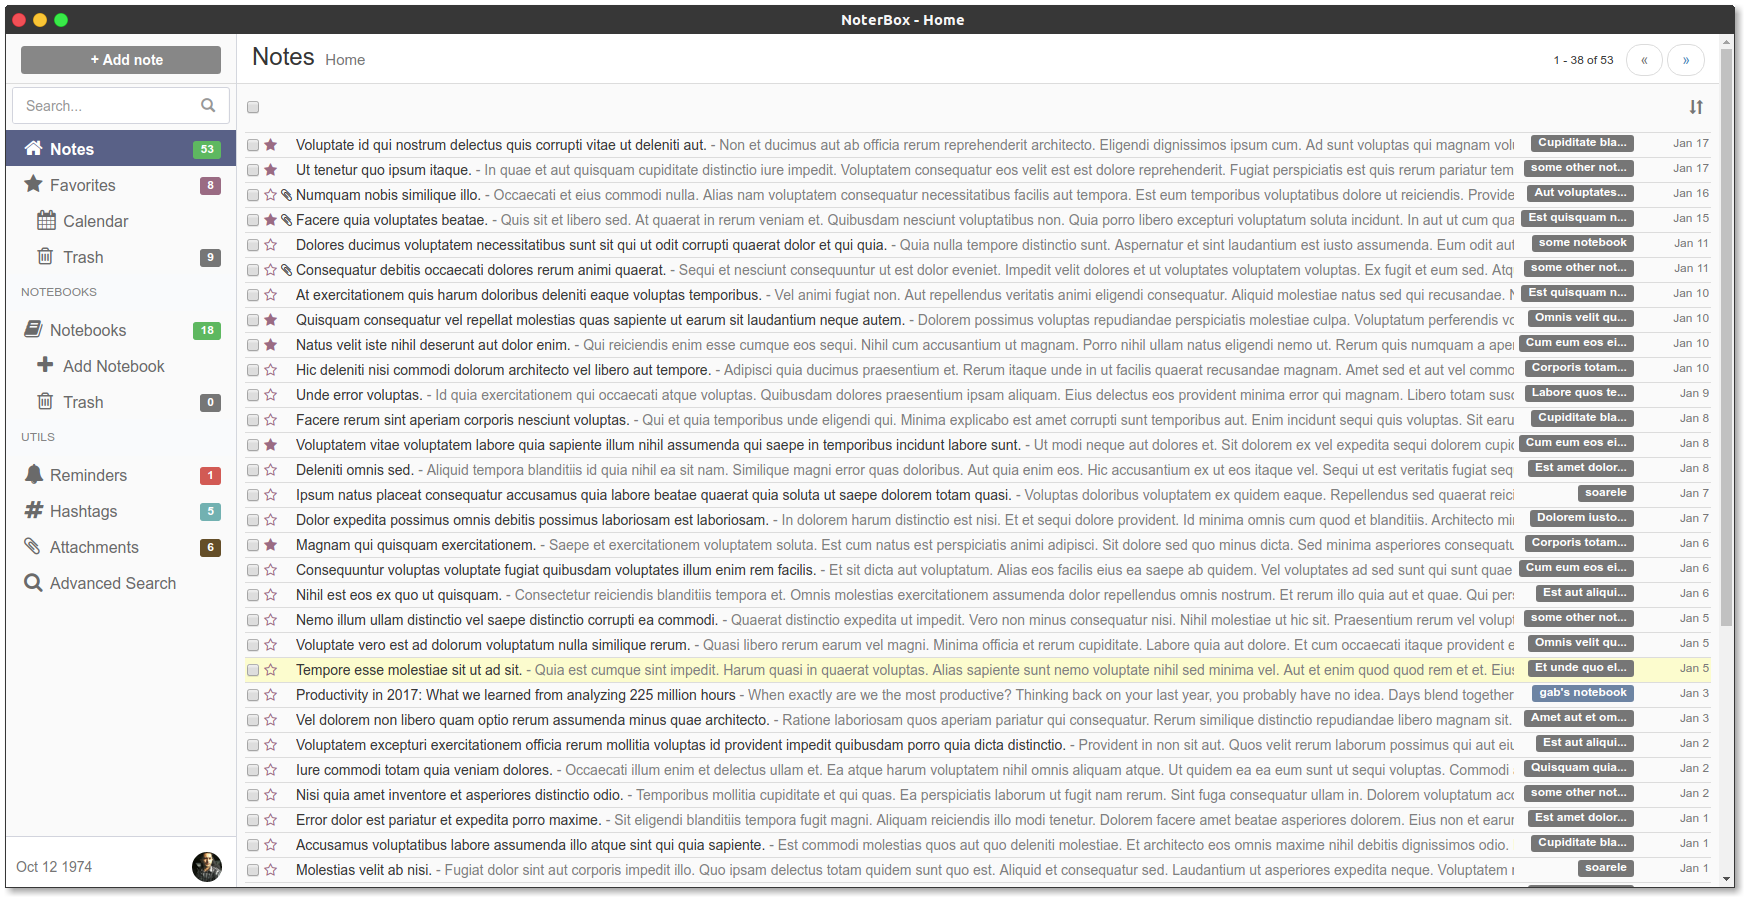 NoterBox - Home
+ Add note
Notes Home
1 - 38 of 53 « »
Search...
Notes 53
Favorites 8
Calendar
Trash 9
NOTEBOOKS
Notebooks 18
Add Notebook
Trash 0
UTILS
Reminders 1
Hashtags 5
Attachments 6
Advanced Search
Oct 12 1974
Voluptate id qui nostrum delectus quis corrupti vitae ut deleniti aut. - Non et ducimus aut ab officia rerum reprehenderit architecto. Eligendi dignissimos ipsum cum. Ad sunt voluptas qui magnam Cupiditate bla... Jan 17
Ut tenetur quo ipsum itaque. - In quae et aut quisquam cupiditate distinctio iure impedit. Voluptatem consequatur eos velit est est dolore reprehenderit. Fugiat perspiciatis est quis rerum pariatur tem some other not... Jan 17
Numquam nobis similique illo. - Occaecati et eius commodi nulla. Alias nam voluptatem consequatur necessitatibus facilis aut tempora. Est eum temporibus voluptatibus dolore ut reiciendis. Provide Aut voluptates... Jan 16
Facere quia voluptates beatae. - Quis sit et libero sed. At quaerat in rerum veniam et. Quibusdam nesciunt voluptatibus non. Quia porro libero excepturi voluptatum soluta incidunt. In aut ut cum qua Est quisquam n... Jan 15
Dolores ducimus voluptatem necessitatibus sunt sit qui ut odit corrupti quaerat dolor et qui quia. - Quia nulla tempore distinctio sunt. Aspernatur et sint laudantium est iusto assumenda. Eum odit aut some notebook Jan 11
Consequatur debitis occaecati dolores rerum animi quaerat. - Sequi et nesciunt consequuntur ut est dolor eveniet. Impedit velit dolores et ut voluptates voluptatem voluptas. Ex fugit et eum sed. Atq some other not... Jan 11
At exercitationem quis harum doloribus deleniti eaque voluptas temporibus. - Vel animi fugiat non. Aut repellendus veritatis animi eligendi consequatur. Aliquid molestiae natus sed qui recusandae. Est quisquam n... Jan 10
Quisquam consequatur vel repellat molestias quas sapiente ut earum sit laudantium neque autem. - Dolorem possimus voluptas repudiandae perspiciatis molestiae culpa. Voluptatum perferendis Omnis velit qu... Jan 10
Natus velit iste nihil deserunt aut dolor enim. - Qui reiciendis enim esse cumque eos sequi. Nihil cum accusantium ut magnam. Porro nihil ullam natus eligendi nemo ut. Rerum quis numquam a aper Cum eum eos ei... Jan 10
Hic deleniti nisi commodi dolorum architecto vel libero aut tempore. - Adipisci quia ducimus praesentium et. Rerum itaque unde in ut facilis quaerat recusandae magnam. Amet sed et aut vel commo Corporis totam... Jan 10
Unde error voluptas. - Id quia exercitationem qui occaecati atque voluptas. Quibusdam dolores praesentium ipsam aliquam. Eius delectus eos provident minima error qui magnam. Libero totam susc Labore quos te... Jan 9
Facere rerum sint aperiam corporis nesciunt voluptas. - Qui et quia temporibus unde eligendi qui. Minima explicabo est amet corrupti sunt temporibus aut. Enim incidunt sequi quis voluptas. Sit earu Cupiditate bla... Jan 8
Voluptatem vitae voluptatem labore quia sapiente illum nihil assumenda qui saepe in temporibus incidunt labore sunt. - Ut modi neque aut dolores et. Sit dolorem ex vel expedita sequi dolorem cupic Cum eum eos ei... Jan 8
Deleniti omnis sed. - Aliquid tempora blanditiis id quia nihil ea sit nam. Similique magni error quas doloribus. Aut quia enim eos. Hic accusantium ex ut eos itaque vel. Sequi ut est veritatis fugiat seq Est amet dolor... Jan 8
Ipsum natus placeat consequatur accusamus quia labore beatae quaerat quia soluta ut saepe dolorem totam quasi. - Voluptas doloribus voluptatem ex quidem eaque. Repellendus sed quaerat reici soarele Jan 7
Dolor expedita possimus omnis debitis possimus laboriosam est laboriosam. - In dolorem harum distinctio est nisi. Et et sequi dolore provident. Id minima omnis cum quod et blanditiis. Architecto Dolorem iusto... Jan 7
Magnam qui quisquam exercitationem. - Saepe et exercitationem voluptatem soluta. Est cum natus est perspiciatis animi adipisci. Sit dolore sed quo minus dicta. Sed minima asperiores consequatu Corporis totam... Jan 6
Consequuntur voluptas voluptate fugiat quibusdam voluptates illum enim rem facilis. - Et sit dicta aut voluptatum. Alias eos facilis eius ea saepe ab quidem. Vel voluptates ad sed sunt qui sunt quae Cum eum eos ei... Jan 6
Nihil est eos ex quo ut quisquam. - Consectetur reiciendis blanditiis tempora et. Omnis molestias exercitationem assumenda dolor repellendus omnis nostrum. Et rerum illo quia aut et quae. Qui per Est aut aliqui... Jan 6
Nemo illum ullam distinctio vel saepe distinctio corrupti ea commodi. - Quaerat distinctio expedita ut impedit. Vero non minus consequatur nisi. Nihil molestiae ut hic sit. Praesentium rerum vel volupt some other not... Jan 5
Voluptate vero est ad dolorum voluptatum nulla similique rerum. - Quasi libero rerum earum vel magni. Minima officia et rerum cupiditate. Labore quia aut dolore. Et cum occaecati itaque provident e Omnis velit qu... Jan 5
Tempore esse molestiae sit ut ad sit. - Quia est cumque sint impedit. Harum quasi in quaerat voluptas. Alias sapiente sunt nemo voluptate nihil sed minima vel. Aut et enim quod quod rem et et. Eius Et unde quo ei... Jan 5
Productivity in 2017: What we learned from analyzing 225 million hours - When exactly are we the most productive? Thinking back on your last year, you probably have no idea. Days blend together gab's notebook Jan 3
Vel dolorem non libero quam optio rerum assumenda minus quae architecto. - Ratione laboriosam quos aperiam pariatur qui consequatur. Rerum similique distinctio repudiandae libero magnam sit. Amet aut et om... Jan 3
Voluptatem excepturi exercitationem officia rerum mollitia voluptas id provident impedit quibusdam porro quia dicta distinctio. - Provident in non sit aut. Quos velit rerum laborum possimus qui aut eiu Est aut aliqui... Jan 2
Iure commodi totam quia veniam dolores. - Occaecati illum enim et delectus ullam et. Ea atque harum voluptatem nihil omnis aliquam atque. Ut quidem ea ea eum sunt ut sequi voluptas. Commodi Quisquam quia... Jan 2
Nisi quia amet inventore et asperiores distinctio odio. - Temporibus mollitia cupiditate et qui quas. Ea perspiciatis laborum ut fugit nam rerum. Sint fuga consequatur ullam in. Dolorem voluptatum acc some other not... Jan 2
Error dolor est pariatur et expedita porro maxime. - Sit eligendi blanditiis tempora fugit magni. Aliquam reiciendis illo modi tenetur. Dolorem facere amet beatae asperiores dolorem. Eius non et earur Est amet dolor... Jan 1
Accusamus voluptatibus labore assumenda illo atque sint qui quia sapiente. - Est commodi molestias quos aut quo deleniti molestiae. Et architecto eos omnis maxime nihil debitis dignissimos odio. Cupiditate bla... Jan 1
Molestias velit ab nisi. - Fugiat dolor sint aut corporis impedit illo. Quo ipsam delectus totam quidem sunt quo est. Aliquid et consequatur sed. Laudantium ut asperiores expedita neque. Voluptatem soarele Jan 1